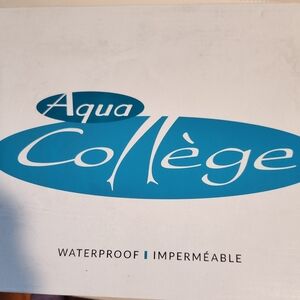 Aqua
Collège
WATERPROOF | IMPERMÉABLE